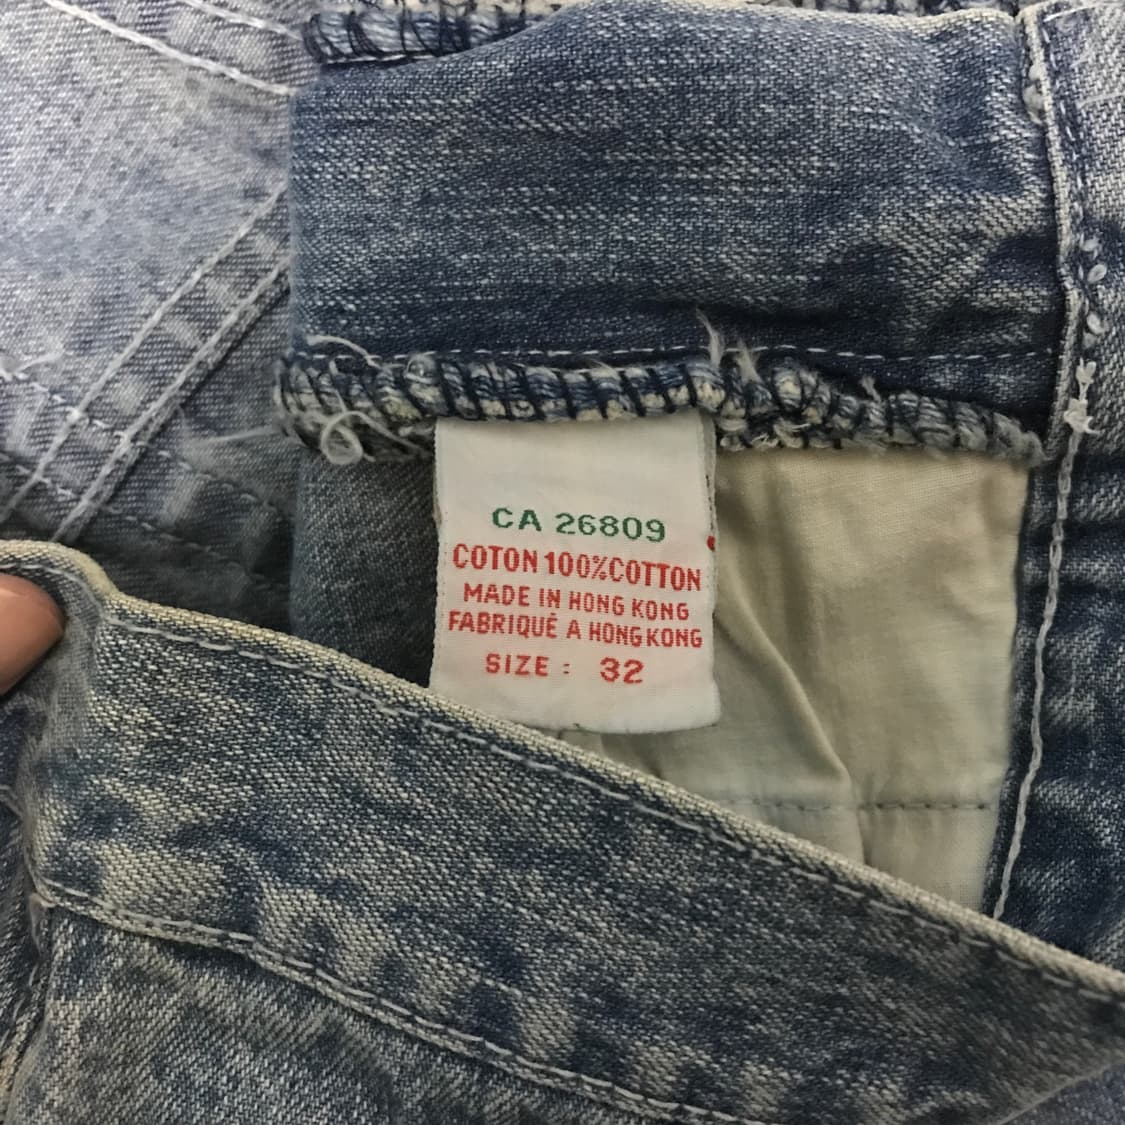 CA 26809
COTON 100% COTTON
MADE IN HONG KONG
FABRIQUÉ A HONG KONG
SIZE : 32